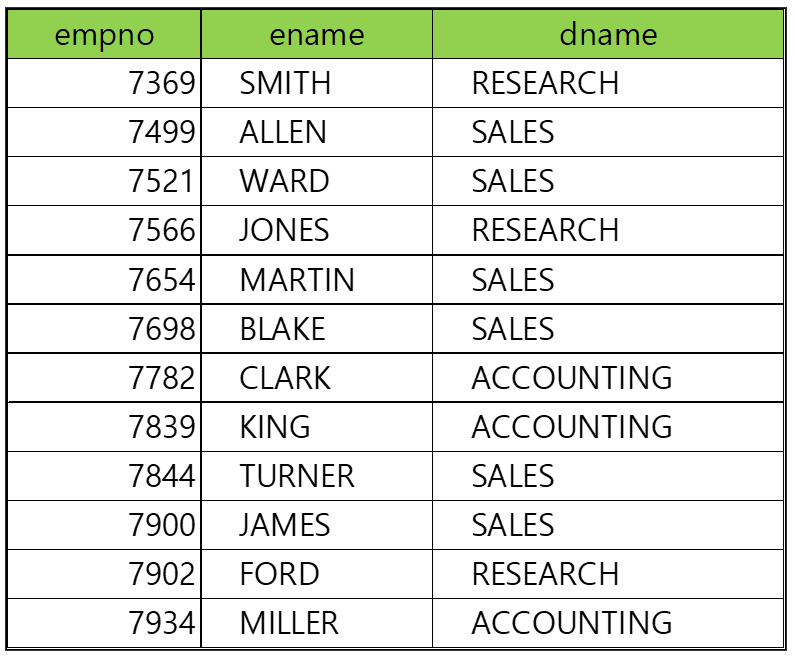 empno ename dname
7369 SMITH RESEARCH
7499 ALLEN SALES
7521 WARD SALES
7566 JONES RESEARCH
7654 MARTIN SALES
7698 BLAKE SALES
7782 CLARK ACCOUNTING
7839 KING ACCOUNTING
7844 TURNER SALES
7900 JAMES SALES
7902 FORD RESEARCH
7934 MILLER ACCOUNTING